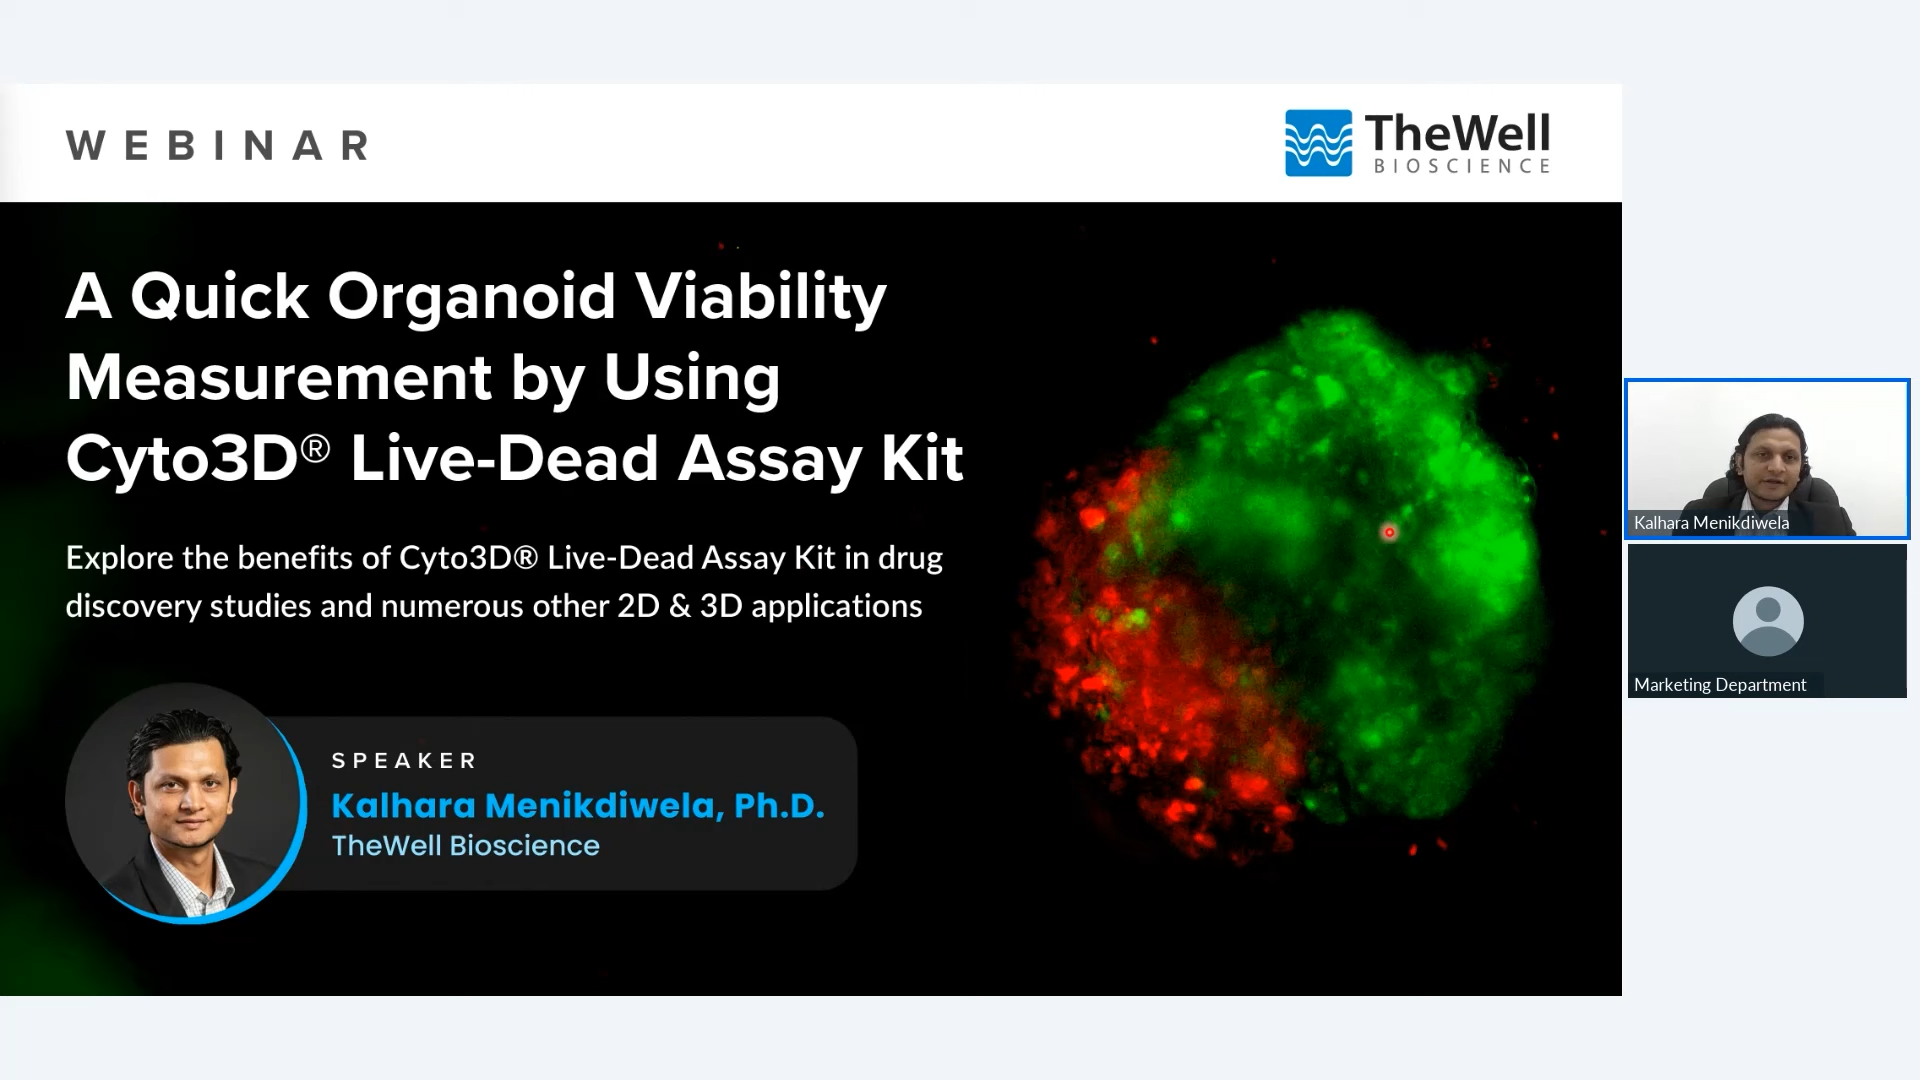 WEBINAR
TheWell
BIOSCIENCE
A Quick Organoid Viability
Measurement by Using
Cyto3D® Live-Dead Assay Kit
Explore the benefits of Cyto3D® Live-Dead Assay Kit in drug
discovery studies and numerous other 2D & 3D applications
SPEAKER
Kalhara Menikdiwela, Ph.D.
TheWell Bioscience
Kalhara Menikdiwela
Marketing Department